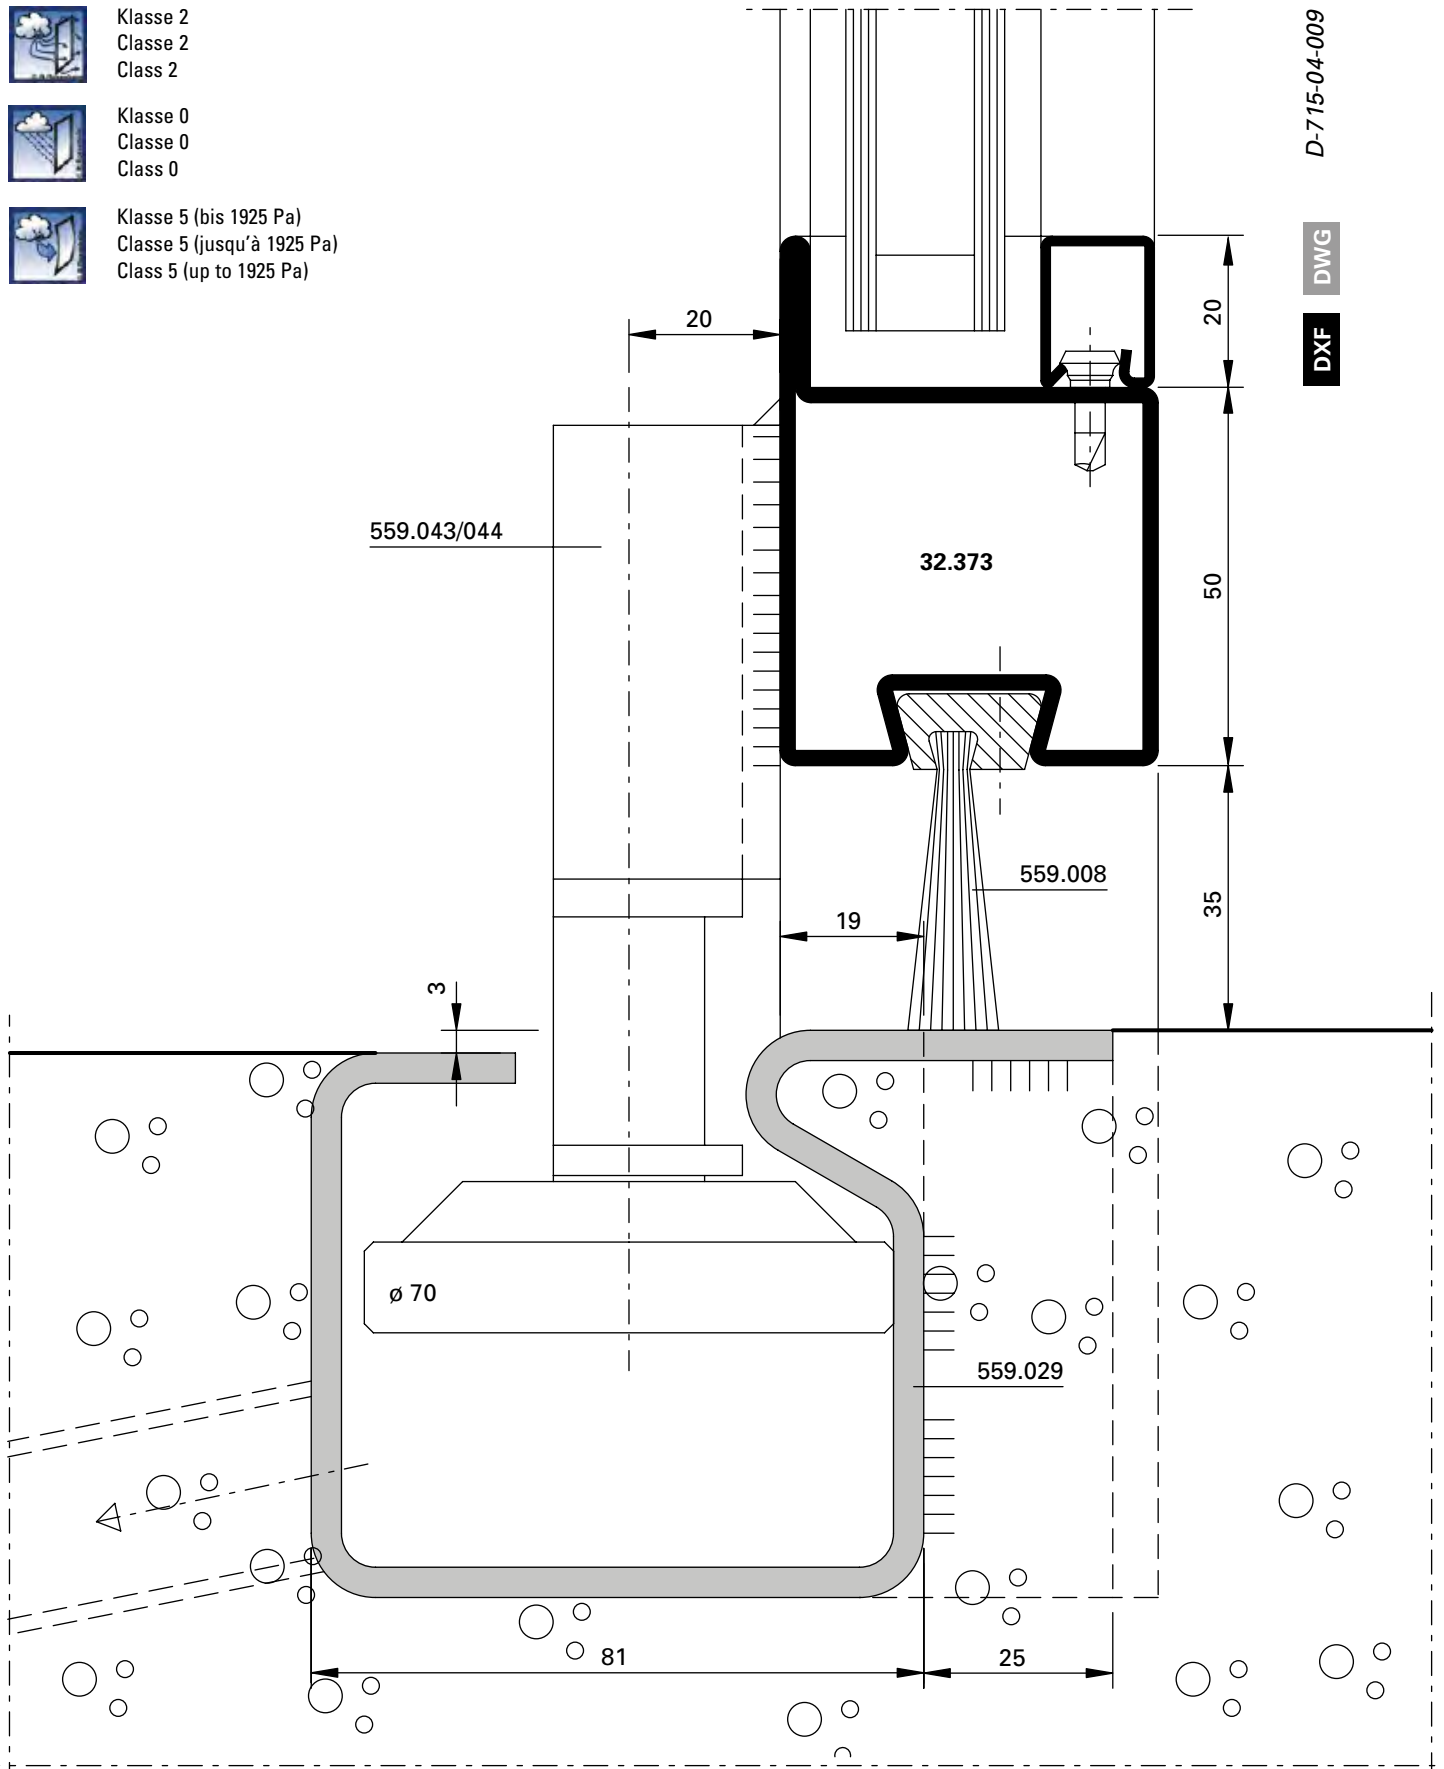 Klasse 2
Classe 2
Class 2
Klasse 0
Classe 0
Class 0
Klasse 5 (bis 1925 Pa)
Classe 5 (jusqu'à 1925 Pa)
Class 5 (up to 1925 Pa)
D-715-04-009
DWG
DXF
20
20
559.043/044
32.373
50
559.008
35
19
3
ø 70
559.029
81
25